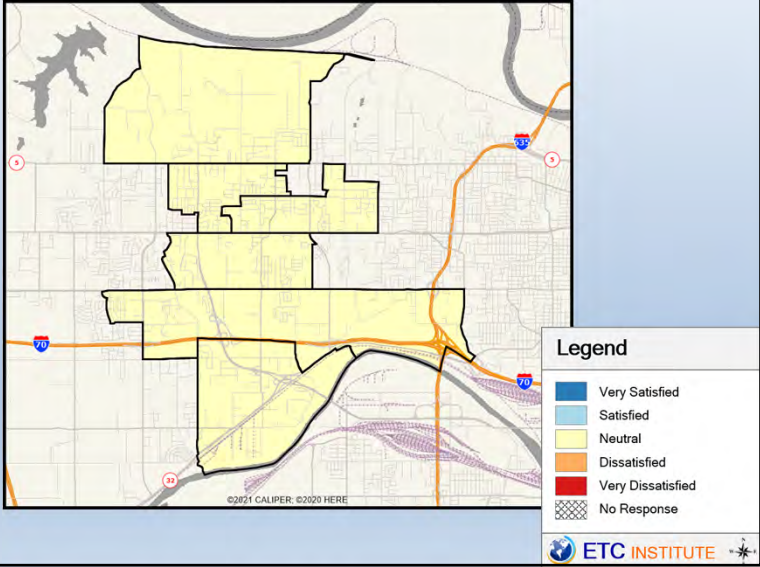 635
5
5
70
Legend
70
Very Satisfied
Satisfied
Neutral
Dissatisfied
Very Dissatisfied
No Response
32
©2021 CALIPER; ©2020 HERE
ETC INSTITUTE